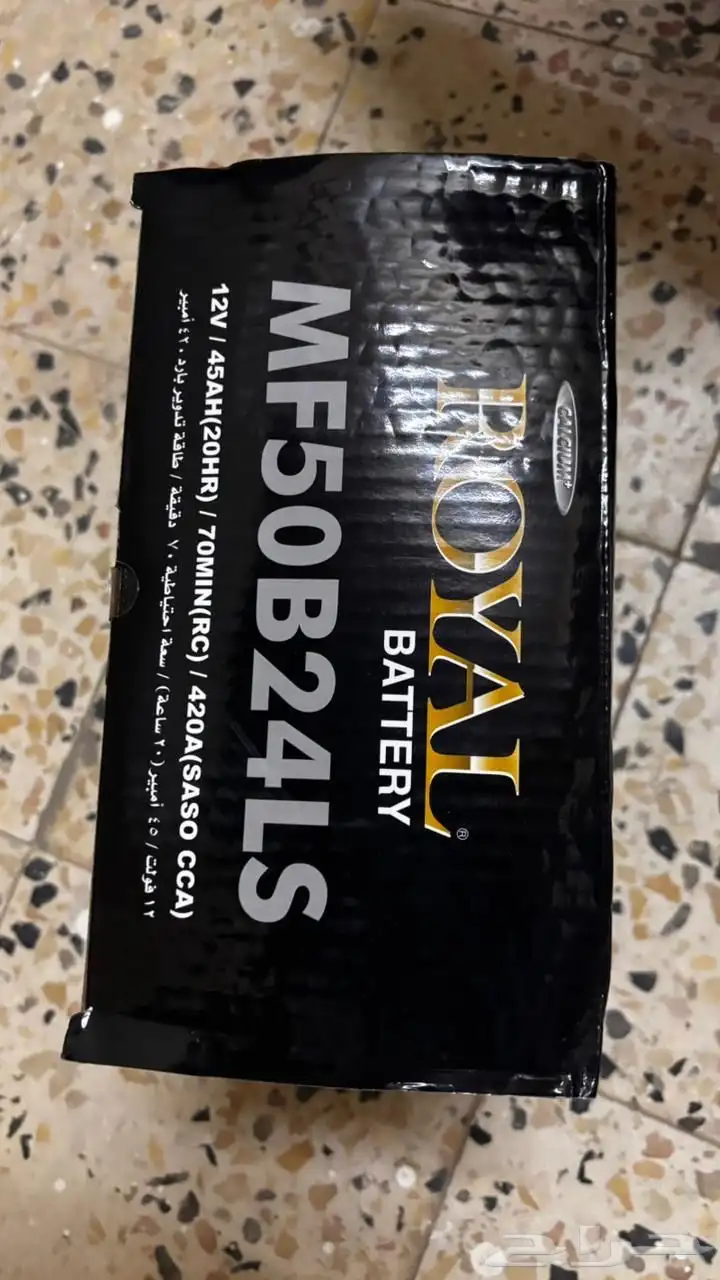 CALCIUM+
ROYAL®
BATTERY
MF50B24LS
12V / 45AH(20HR) / 70MIN(RC) / 420A(SASO CCA)
١٢ فولت / ٤٥ أمبير (٢٠ ساعة) / سعة احتياطية ٧٠ دقيقة / طاقة تدوير بارد ٤٢٠ أمبير
حراج